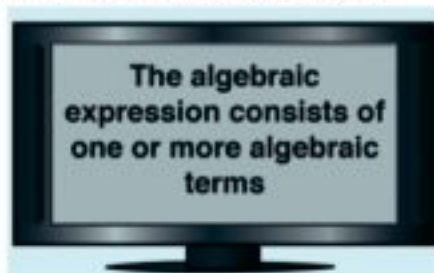 The algebraic
expression consists of
one or more algebraic
terms